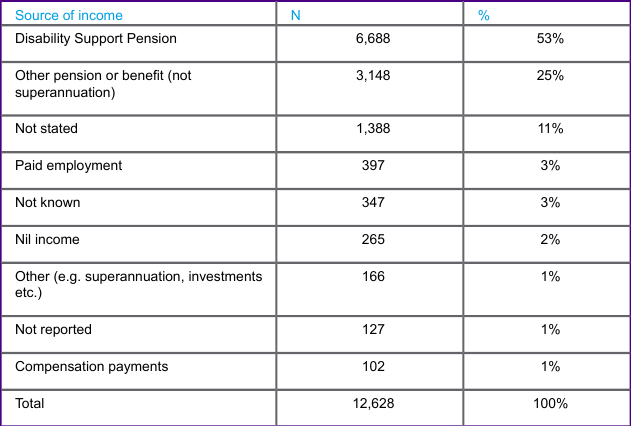 Source of income N %
Disability Support Pension 6,688 53%
Other pension or benefit (not
superannuation) 3,148 25%
Not stated 1,388 11%
Paid employment 397 3%
Not known 347 3%
Nil income 265 2%
Other (e.g. superannuation, investments
etc.) 166 1%
Not reported 127 1%
Compensation payments 102 1%
Total 12,628 100%